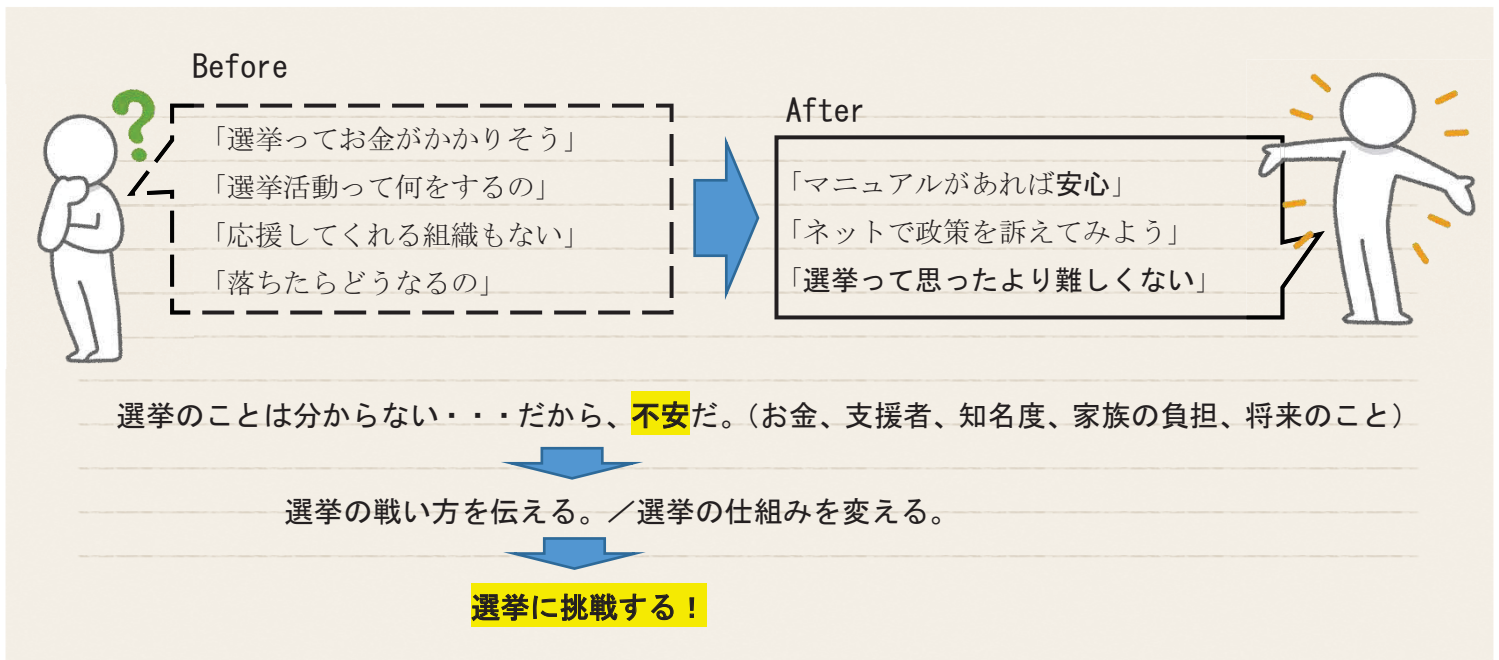 Before
「選挙ってお金がかかりそう」
「選挙活動って何をするの」
「応援してくれる組織もない」
「落ちたらどうなるの」
?
After
「マニュアルがあれば安心」
「ネットで政策を訴えてみよう」
「選挙って思ったより難しくない」
選挙のことは分からない・・・だから、不安だ。（お金、支援者、知名度、家族の負担、将来のこと）
選挙の戦い方を伝える。／選挙の仕組みを変える。
選挙に挑戦する！